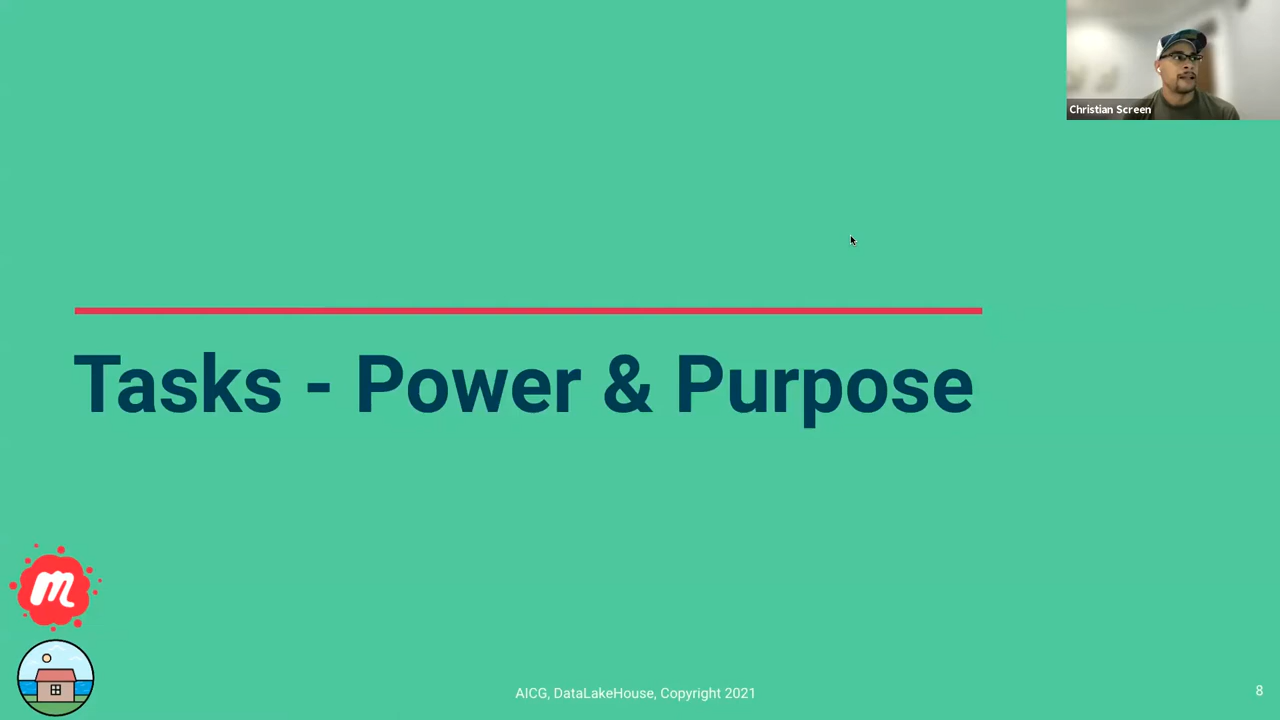 Christian Screen
Tasks - Power & Purpose
m
AICG, DataLakeHouse, Copyright 2021
8